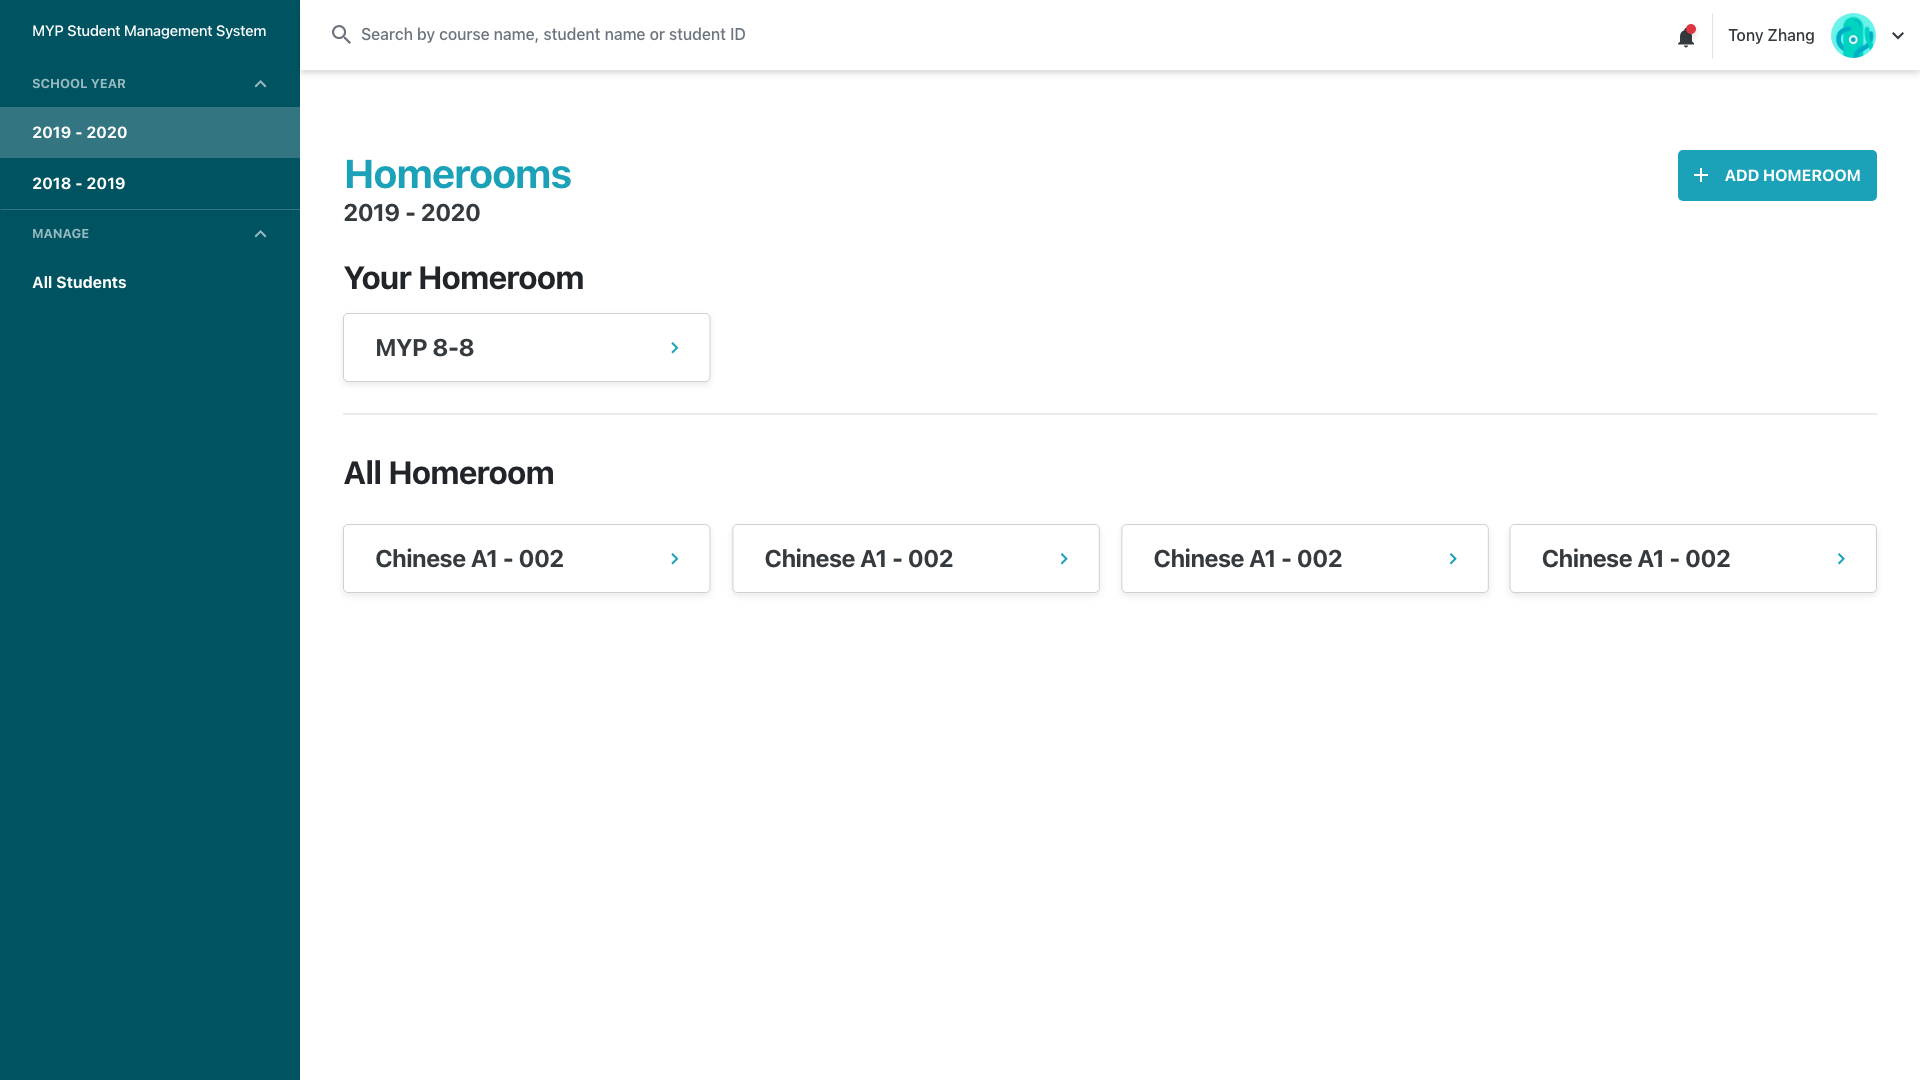 MYP Student Management System
SCHOOL YEAR
2019 - 2020
2018 - 2019
MANAGE
All Students
Search by course name, student name or student ID
Tony Zhang
Homerooms
2019 - 2020
ADD HOMEROOM
Your Homeroom
MYP 8-8
All Homeroom
Chinese A1 - 002
Chinese A1 - 002
Chinese A1 - 002
Chinese A1 - 002